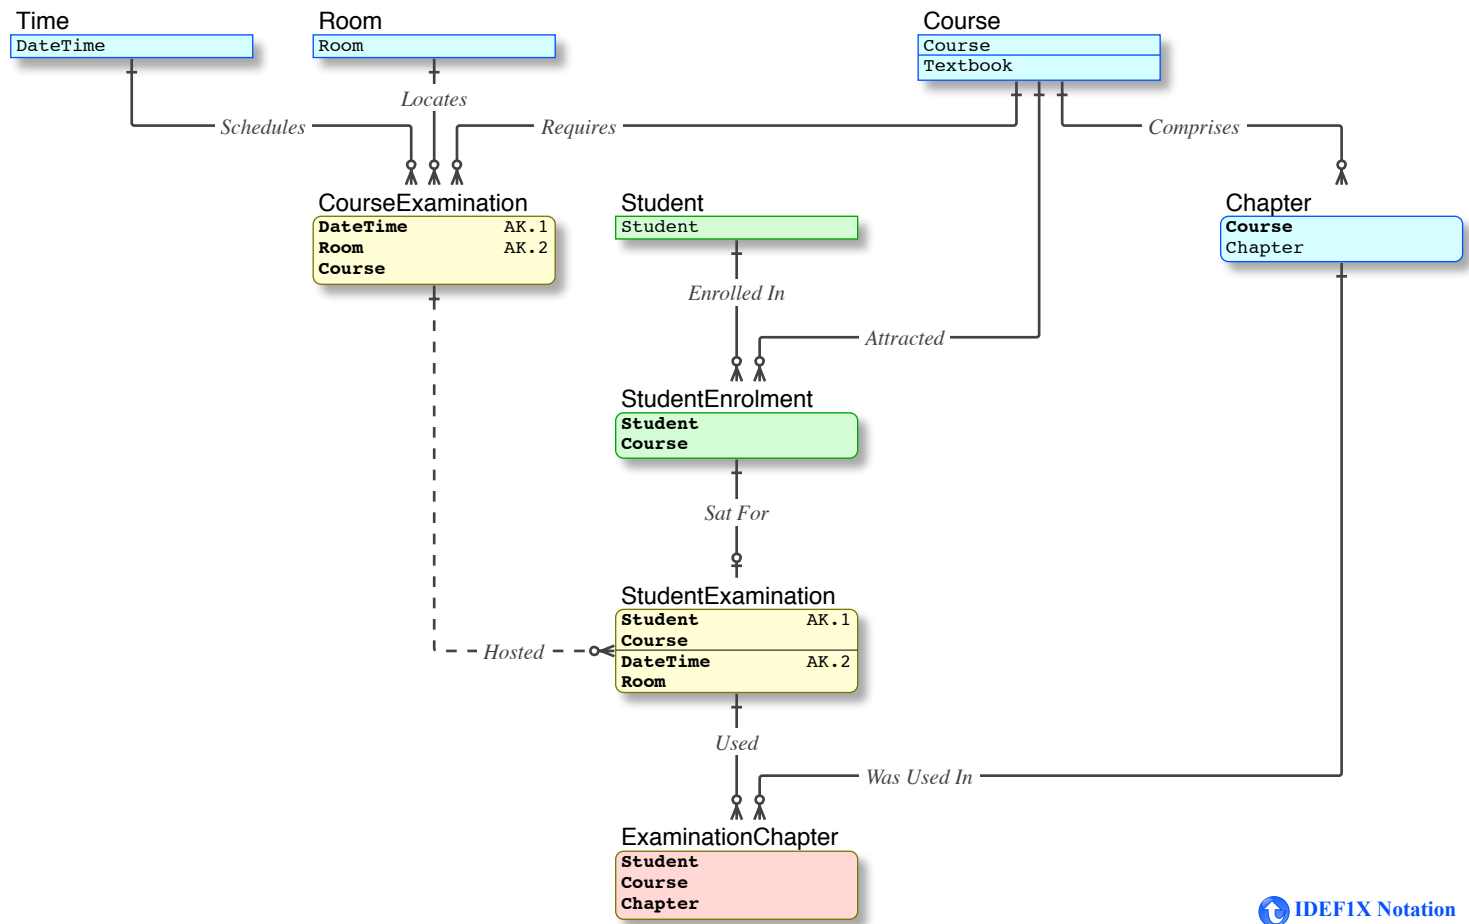 Time
DateTime
Room
Room
Course
Course
Textbook
Locates
Schedules
Requires
Comprises
CourseExamination
DateTime AK.1
Room AK.2
Course
Student
Student
Chapter
Course
Chapter
Enrolled In
Attracted
StudentEnrolment
Student
Course
Sat For
StudentExamination
Student AK.1
Course
DateTime AK.2
Room
Hosted
Used
Was Used In
ExaminationChapter
Student
Course
Chapter
IDEF1X Notation